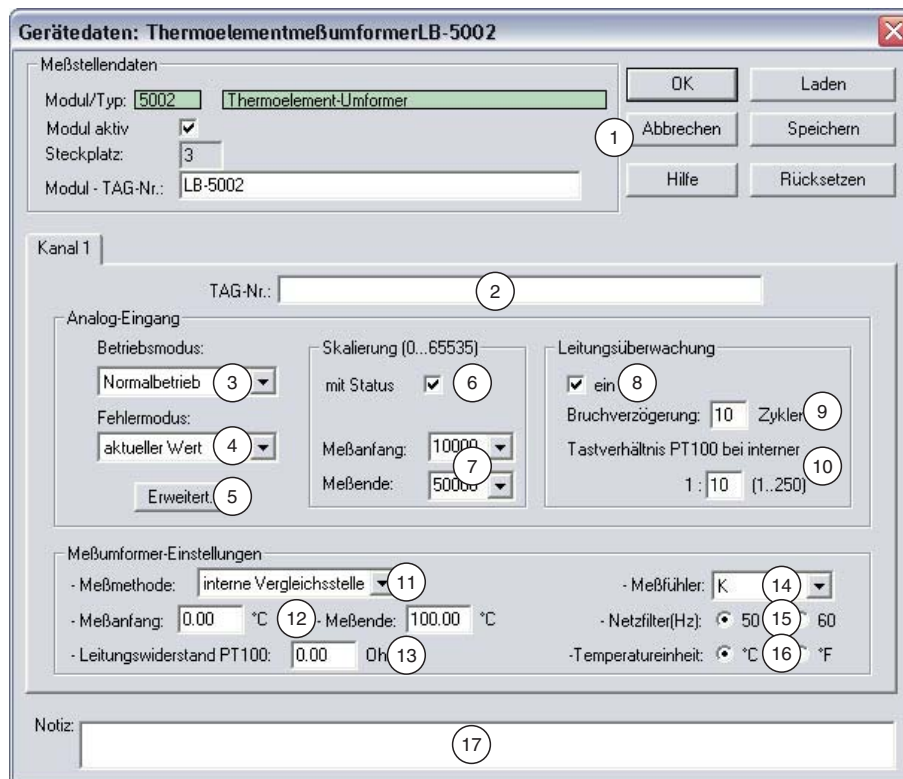 Gerätedaten: ThermoelementmeßumformerLB-5002
Meßstellendaten
Modul/Typ: 5002 Thermoelement-Umformer
Modul aktiv
Steckplatz: 3
Modul - TAG-Nr.: LB-5002
OK Laden
1 Abbrechen Speichern
Hilfe Rücksetzen
Kanal 1
TAG-Nr.: 2
Analog-Eingang
Betriebsmodus:
Normalbetrieb 3
Fehlermodus:
aktueller Wert 4
Erweitert. 5
Skalierung (0...65535)
mit Status 6
Meßanfang: 10000
7
Meßende: 50000
Leitungsüberwachung
ein 8
Bruchverzögerung: 10 Zykler 9
Tastverhältnis PT100 bei interner
10
1 : 10 (1..250)
Meßumformer-Einstellungen
- Meßmethode: interne Vergleichsstelle 11 - Meßfühler: K 14
- Meßanfang: 0.00 °C 12 - Meßende: 100.00 °C - Netzfilter(Hz): 50 15 60
- Leitungswiderstand PT100: 0.00 Oh 13 -Temperatureinheit: °C 16 °F
Notiz:
17